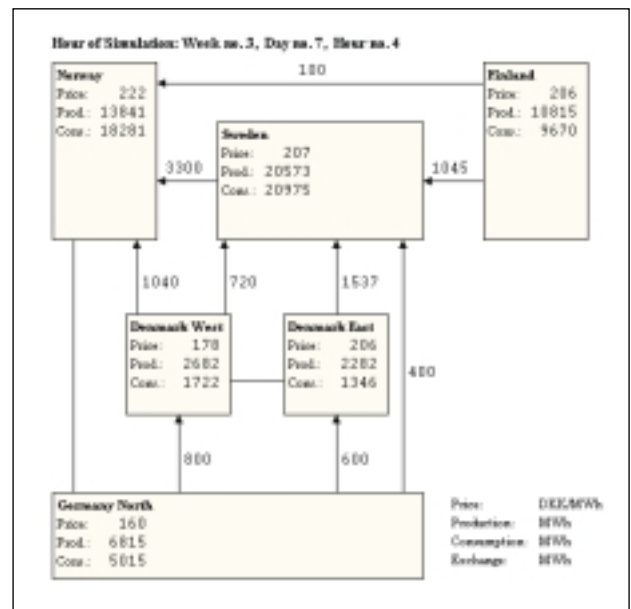 Hour of Simulation: Week no. 3, Day no. 7, Hour no. 4
Norway
Price: 222
Prod.: 13841
Cons.: 18281
100
Finland
Price: 206
Prod.: 10815
Cons.: 9670
Sweden
Price: 207
Prod.: 20573
Cons.: 20975
3300
1045
1040
720
1537
Denmark West
Price: 178
Prod.: 2682
Cons.: 1722
Denmark East
Price: 206
Prod.: 2282
Cons.: 1346
400
800
600
Germany North
Price: 160
Prod.: 6815
Cons.: 5015
Price: DKK/MWh
Production: MWh
Consumption: MWh
Exchange: MWh